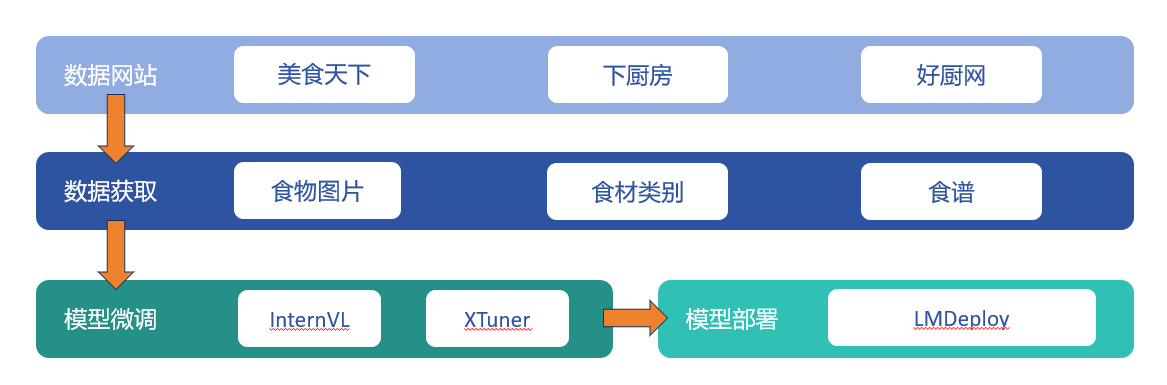 数据网站
美食天下
下厨房
好厨网
数据获取
食物图片
食材类别
食谱
模型微调
InternVL
XTuner
模型部署
LMDeploy